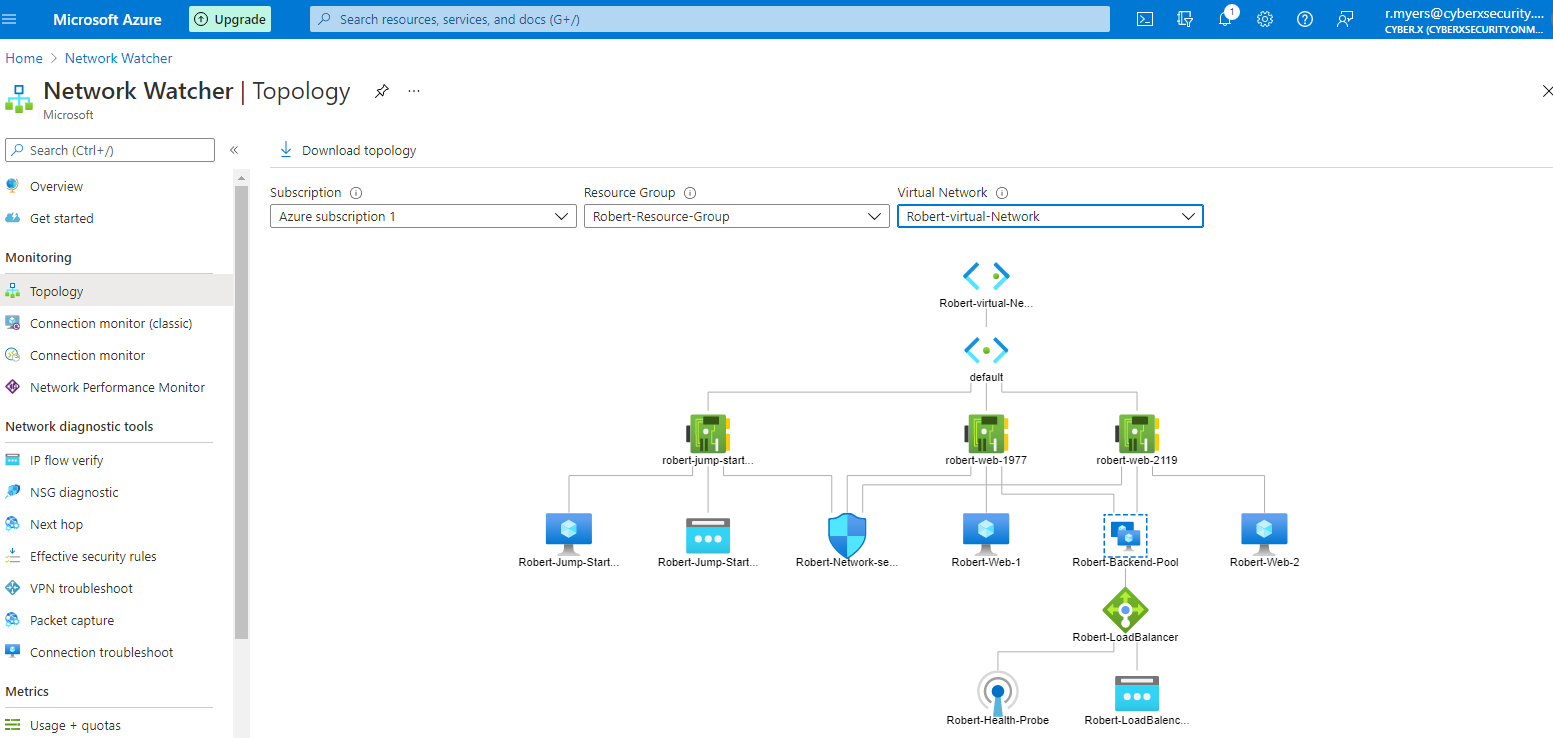 Microsoft Azure
Upgrade
Search resources, services, and docs (G+/)
1
r.myers@cyberxsecurity....
CYBER.X (CYBERXSECURITY.ONM...
Home > Network Watcher
Network Watcher | Topology
...
Microsoft
Search (Ctrl+/)
«
Download topology
Overview
Get started
Monitoring
Topology
Connection monitor (classic)
Connection monitor
Network Performance Monitor
Network diagnostic tools
IP flow verify
NSG diagnostic
Next hop
Effective security rules
VPN troubleshoot
Packet capture
Connection troubleshoot
Metrics
Usage + quotas
Subscription
Resource Group
Virtual Network
Azure subscription 1
Robert-Resource-Group
Robert-virtual-Network
Robert-virtual-Ne...
default
robert-jump-start...
robert-web-1977
robert-web-2119
Robert-Jump-Start...
Robert-Jump-Start...
Robert-Network-se...
Robert-Web-1
Robert-Backend-Pool
Robert-Web-2
Robert-LoadBalancer
Robert-Health-Probe
Robert-LoadBalenc...